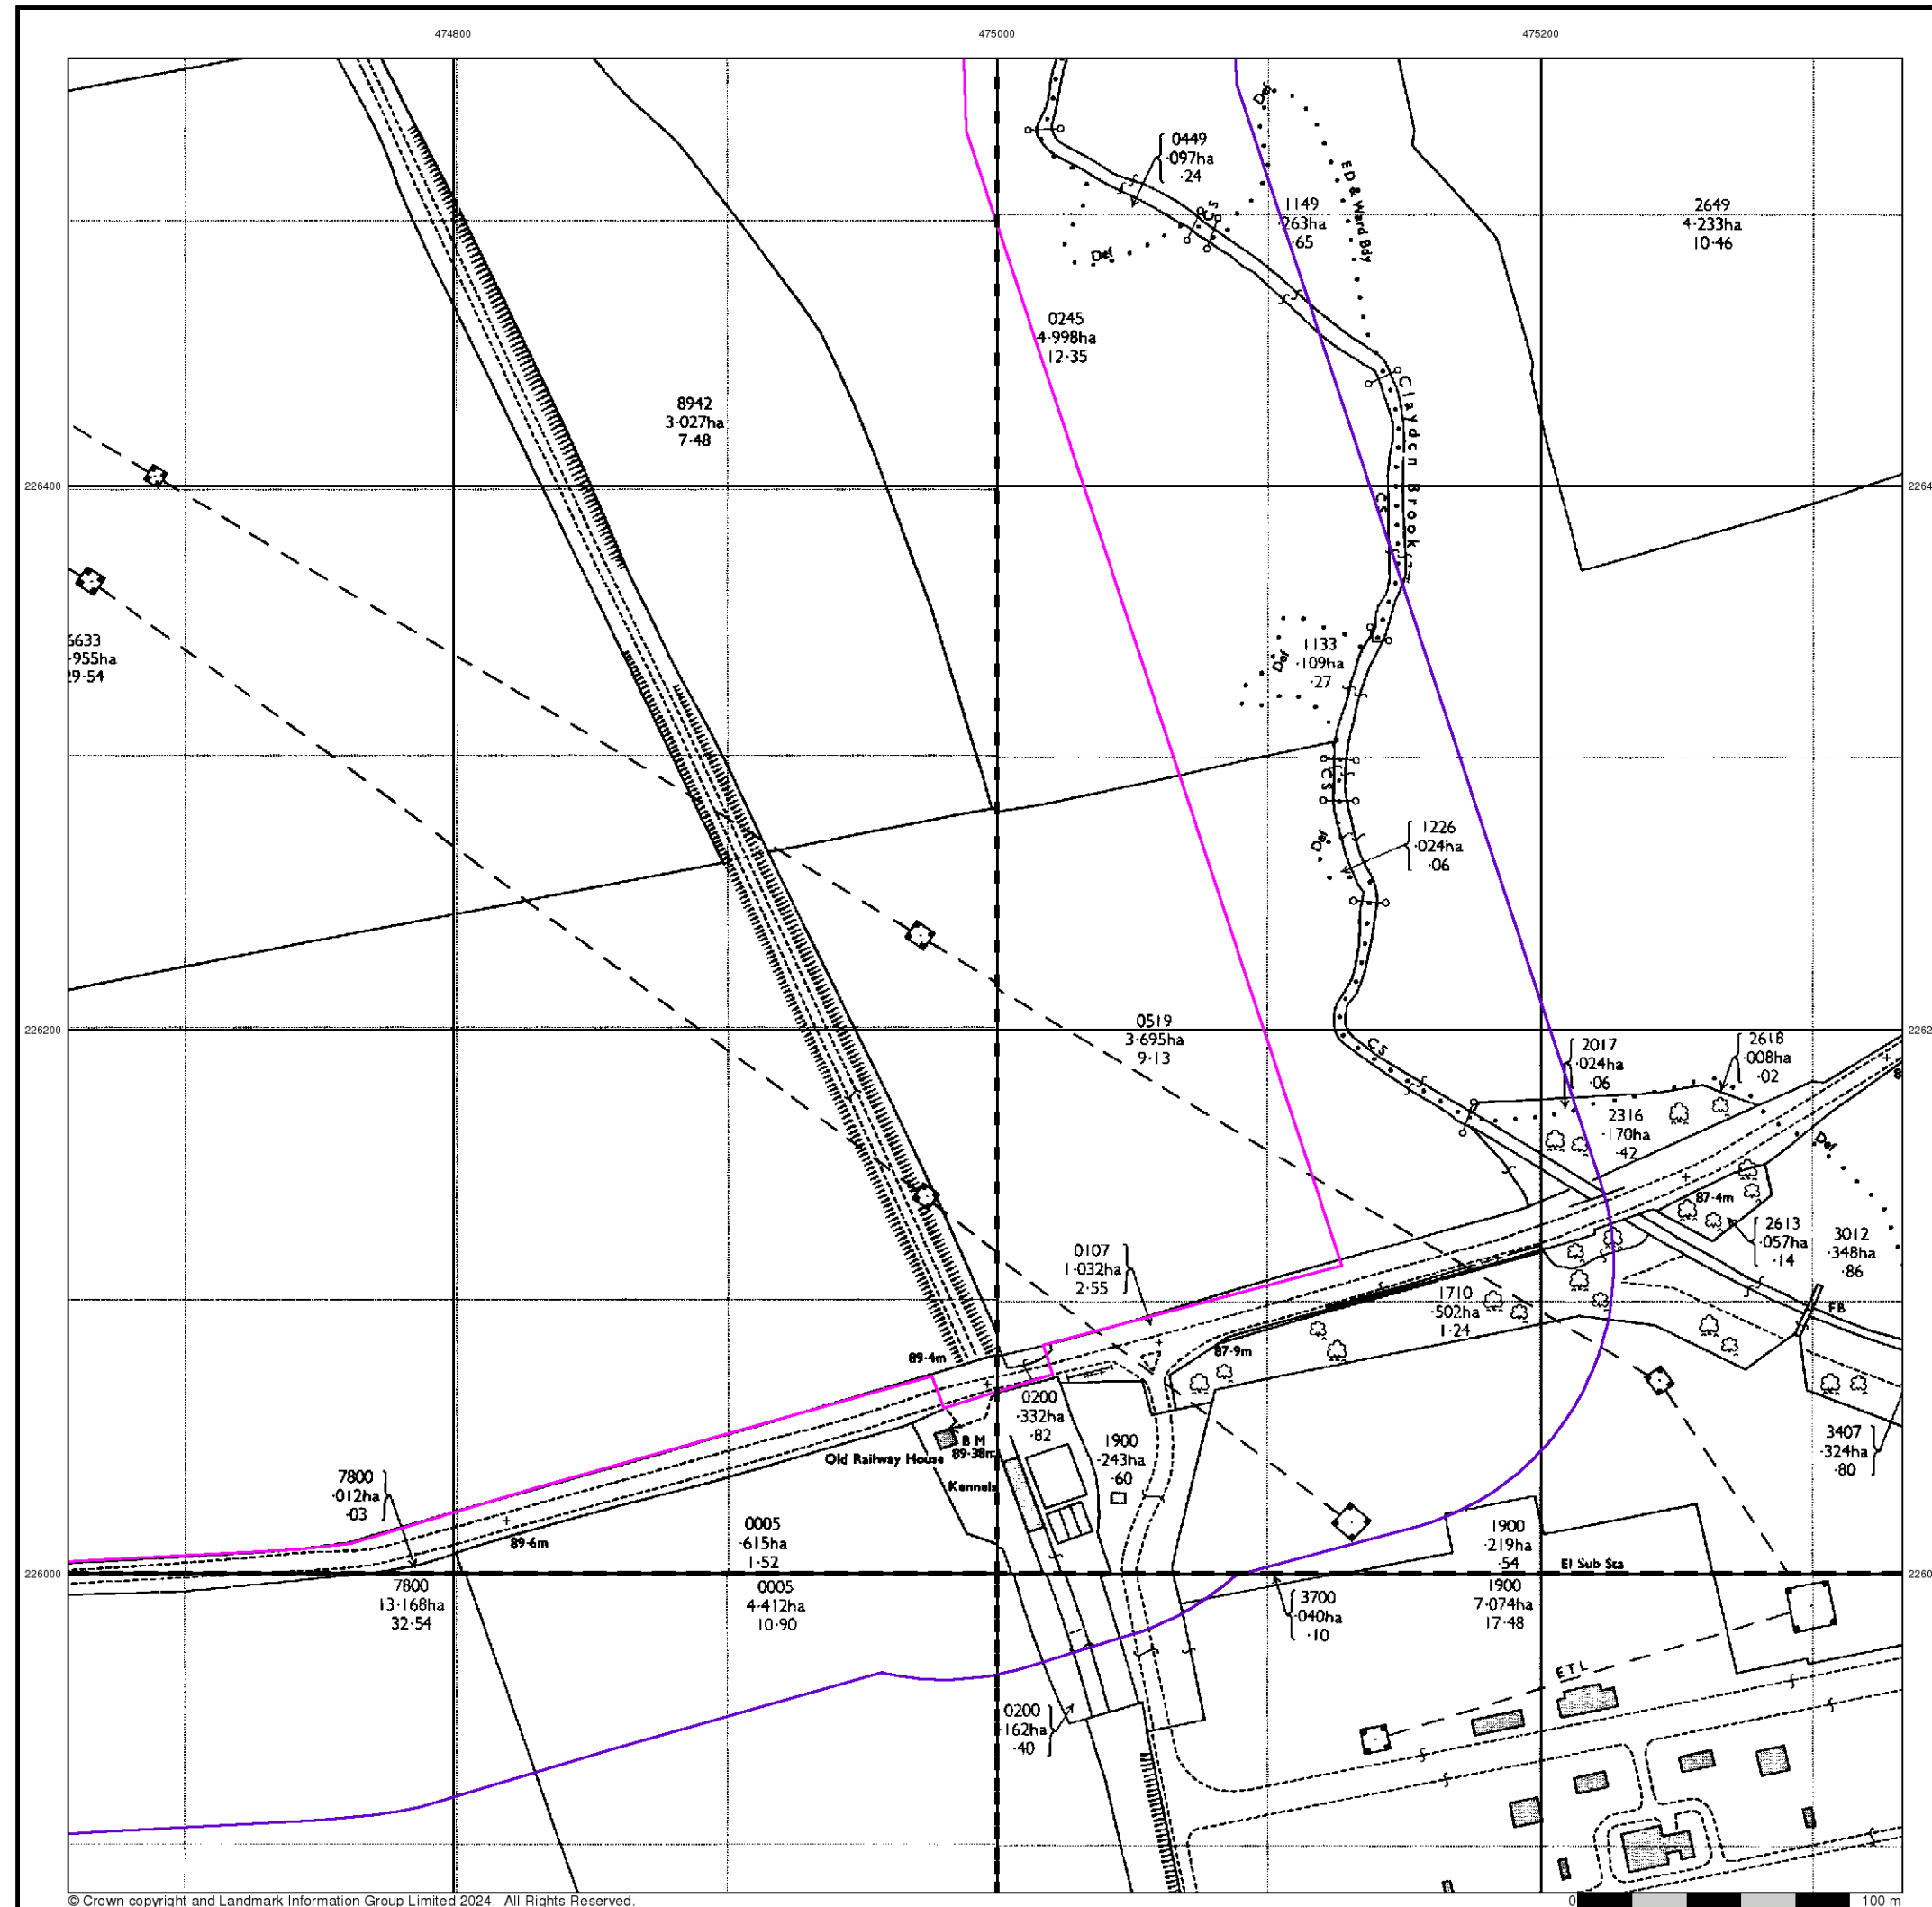 474800
475000
475200
Def
ED & Ward Bdy
0449
·097ha
·24
CS
1149
·263ha
·65
2649
4·233ha
10·46
Def
0245
4·998ha
12·35
8942
3·027ha
7·48
Claydon Brook
CS
226400
2264
6633
·955ha
29·54
1133
·109ha
·27
Def
CS
1226
·024ha
·06
Def
226200
2262
0519
3·695ha
9·13
CS
2017
·024ha
·06
2618
·008ha
·02
2316
·170ha
·42
Def
87·4m
2613
·057ha
·14
3012
·348ha
·86
0107
1·032ha
2·55
1710
·502ha
1·24
FB
89·4m
87·9m
0200
·332ha
·82
B M
89·38m
Old Railway House
Kennels
1900
·243ha
·60
3407
·324ha
·80
7800
·012ha
·03
89·6m
0005
·615ha
1·52
1900
·219ha
·54
El Sub Sta
226000
2260
7800
13·168ha
32·54
0005
4·412ha
10·90
3700
·040ha
·10
1900
7·074ha
17·48
ETL
0200
·162ha
·40
© Crown copyright and Landmark Information Group Limited 2024. All Rights Reserved.
0
100 m